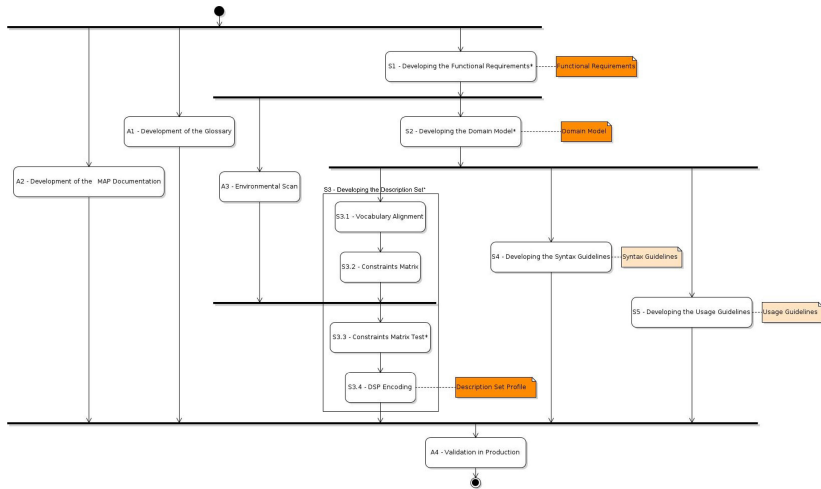 S1 - Developing the Functional Requirements*
Functional Requirements
A1 - Development of the Glossary
S2 - Developing the Domain Model*
Domain Model
A2 - Development of the MAP Documentation
A3 - Environmental Scan
S3 - Developing the Description Set*
S3.1 - Vocabulary Alignment
S3.2 - Constraints Matrix
S4 - Developing the Syntax Guidelines
Syntax Guidelines
S5 - Developing the Usage Guidelines
Usage Guidelines
S3.3 - Constraints Matrix Test*
S3.4 - DSP Encoding
Description Set Profile
A4 - Validation in Production